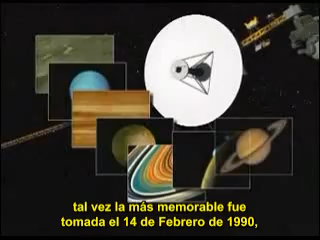 tal vez la más memorable fue
tomada el 14 de Febrero de 1990,